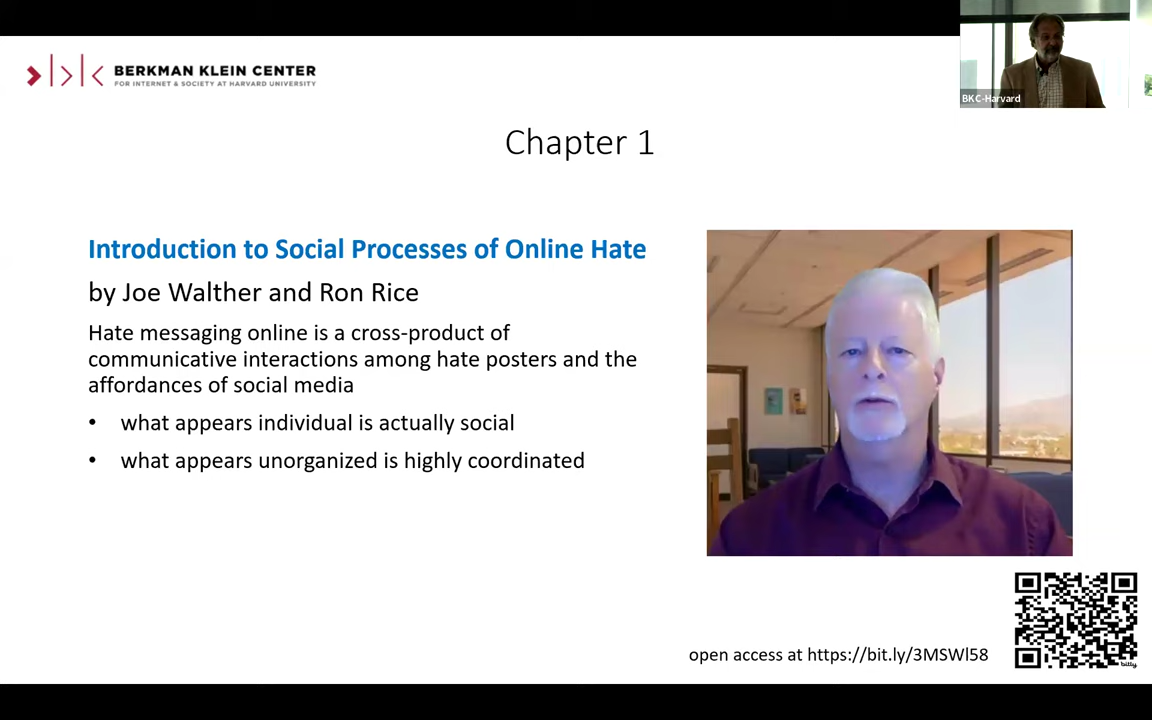 BERKMAN KLEIN CENTER
FOR INTERNET & SOCIETY AT HARVARD UNIVERSITY
BKC-Harvard
Chapter 1
Introduction to Social Processes of Online Hate
by Joe Walther and Ron Rice
Hate messaging online is a cross-product of
communicative interactions among hate posters and the
affordances of social media
• what appears individual is actually social
• what appears unorganized is highly coordinated
open access at https://bit.ly/3MSWl58
bitly